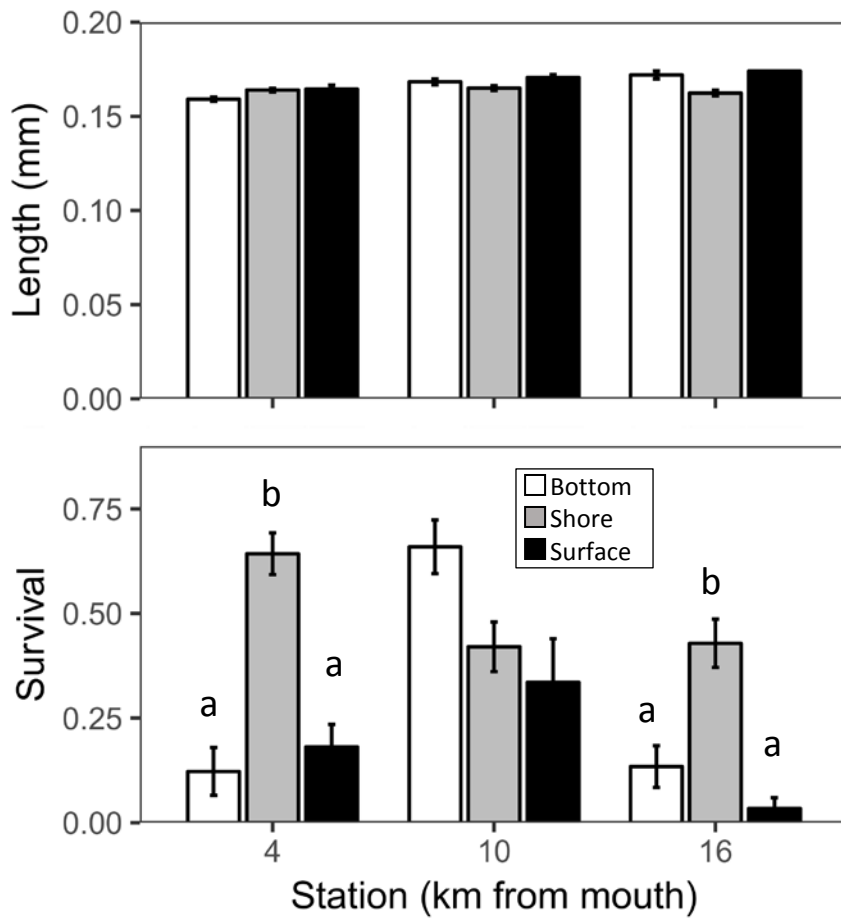 0.20
0.15
0.10
0.05
0.00
Length (mm)
Bottom
Shore
Surface
0.75
0.50
0.25
0.00
Survival
a
b
a
a
b
a
4
10
16
Station (km from mouth)